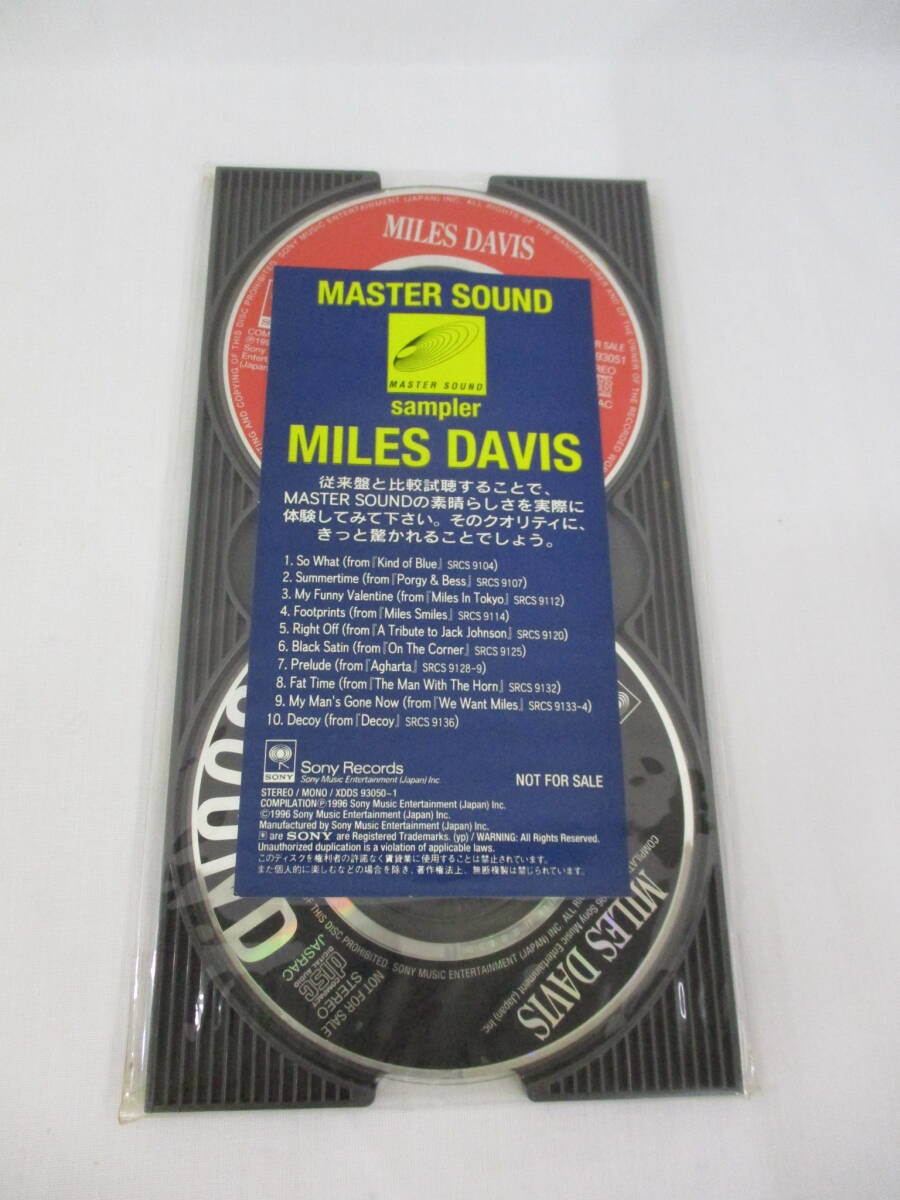 MILES DAVIS
MASTER SOUND
MASTER SOUND
sampler
MILES DAVIS
従来盤と比較試聴することで、
MASTER SOUNDの素晴らしさを実際に
体験してみて下さい。そのクオリティに、
きっと驚かれることでしょう。
1. So What (from『Kind of Blue』 SRCS 9104)
2. Summertime (from『Porgy & Bess』 SRCS 9107)
3. My Funny Valentine (from『Miles In Tokyo』 SRCS 9112)
4. Footprints (from『Miles Smiles』 SRCS 9114)
5. Right Off (from『A Tribute to Jack Johnson』 SRCS 9120)
6. Black Satin (from『On The Corner』 SRCS 9125)
7. Prelude (from『Agharta』 SRCS 9128-9)
8. Fat Time (from『The Man With The Horn』 SRCS 9132)
9. My Man's Gone Now (from『We Want Miles』 SRCS 9133-4)
10. Decoy (from『Decoy』 SRCS 9136)
SONY
Sony Records
Sony Music Entertainment (Japan) Inc.
NOT FOR SALE
STEREO / MONO / XDDS 93050~1
COMPILATIONⓅ1996 Sony Music Entertainment (Japan) Inc.
©1996 Sony Music Entertainment (Japan) Inc.
Manufactured by Sony Music Entertainment (Japan) Inc.
are SONY are Registered Trademarks. (yp) / WARNING: All Rights Reserved.
Unauthorized duplication is a violation of applicable laws.
このディスクを権利者の許諾なく賃貸業に使用することは禁止されています。
また個人的に楽しむなどの場合を除き、著作権法上、無断複製は禁じられています。
MILES DAVIS
NOT FOR SALE
STEREO
COMPACT disc DIGITAL AUDIO
JASRAC
OF THIS DISC PROHIBITED SONY MUSIC ENTERTAINMENT (JAPAN) INC.